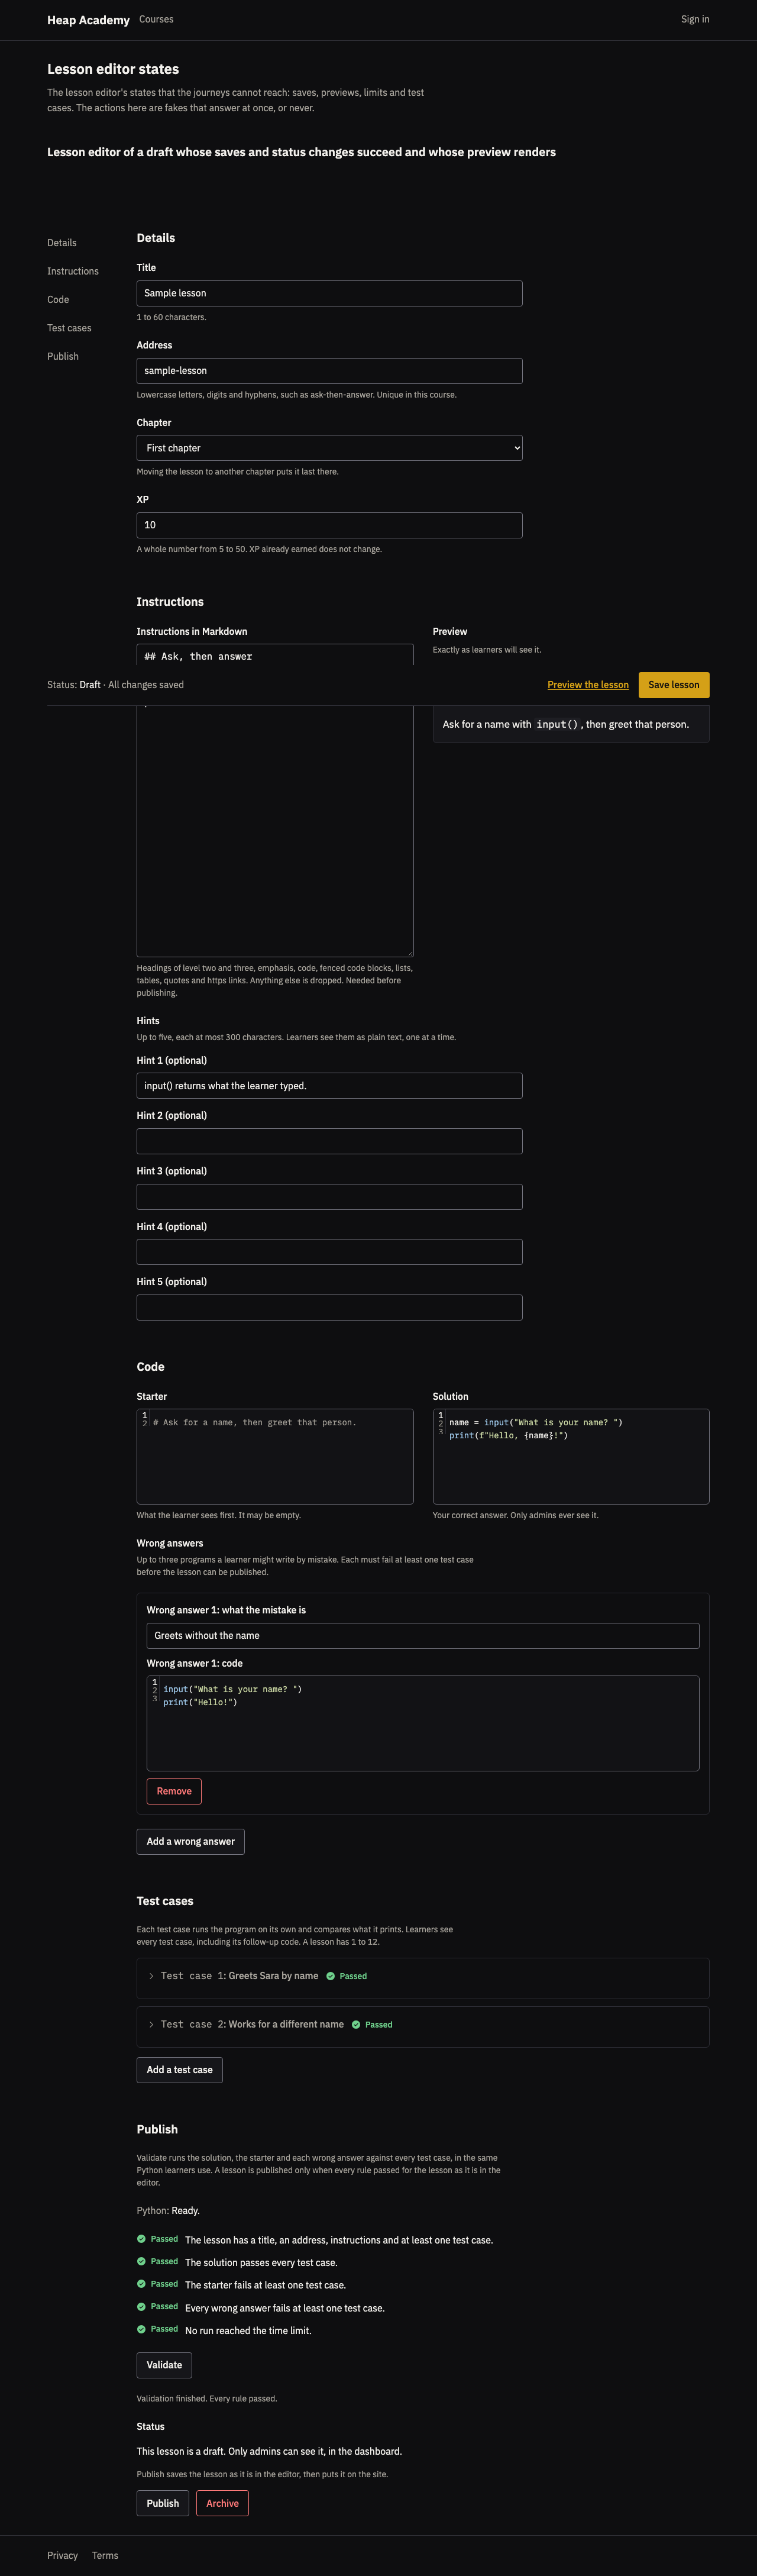 Heap Academy Courses Sign in
Lesson editor states
The lesson editor's states that the journeys cannot reach: saves, previews, limits and test
cases. The actions here are fakes that answer at once, or never.
Lesson editor of a draft whose saves and status changes succeed and whose preview renders
Details
Instructions
Code
Test cases
Publish
Details
Title
Sample lesson
1 to 60 characters.
Address
sample-lesson
Lowercase letters, digits and hyphens, such as ask-then-answer. Unique in this course.
Chapter
First chapter
Moving the lesson to another chapter puts it last there.
XP
10
A whole number from 5 to 50. XP already earned does not change.
Instructions
Instructions in Markdown
## Ask, then answer
Preview
Exactly as learners will see it.
Status: Draft · All changes saved
Preview the lesson
Save lesson
Ask for a name with input(), then greet that person.
Headings of level two and three, emphasis, code, fenced code blocks, lists,
tables, quotes and https links. Anything else is dropped. Needed before
publishing.
Hints
Up to five, each at most 300 characters. Learners see them as plain text, one at a time.
Hint 1 (optional)
input() returns what the learner typed.
Hint 2 (optional)
Hint 3 (optional)
Hint 4 (optional)
Hint 5 (optional)
Code
Starter
1
2
# Ask for a name, then greet that person.
What the learner sees first. It may be empty.
Solution
1
2
3
name = input("What is your name? ")
print(f"Hello, {name}!")
Your correct answer. Only admins ever see it.
Wrong answers
Up to three programs a learner might write by mistake. Each must fail at least one test case
before the lesson can be published.
Wrong answer 1: what the mistake is
Greets without the name
Wrong answer 1: code
1
2
3
input("What is your name? ")
print("Hello!")
Remove
Add a wrong answer
Test cases
Each test case runs the program on its own and compares what it prints. Learners see
every test case, including its follow-up code. A lesson has 1 to 12.
Test case 1: Greets Sara by name Passed
Test case 2: Works for a different name Passed
Add a test case
Publish
Validate runs the solution, the starter and each wrong answer against every test case, in the same
Python learners use. A lesson is published only when every rule passed for the lesson as it is in the
editor.
Python: Ready.
Passed The lesson has a title, an address, instructions and at least one test case.
Passed The solution passes every test case.
Passed The starter fails at least one test case.
Passed Every wrong answer fails at least one test case.
Passed No run reached the time limit.
Validate
Validation finished. Every rule passed.
Status
This lesson is a draft. Only admins can see it, in the dashboard.
Publish saves the lesson as it is in the editor, then puts it on the site.
Publish
Archive
Privacy Terms